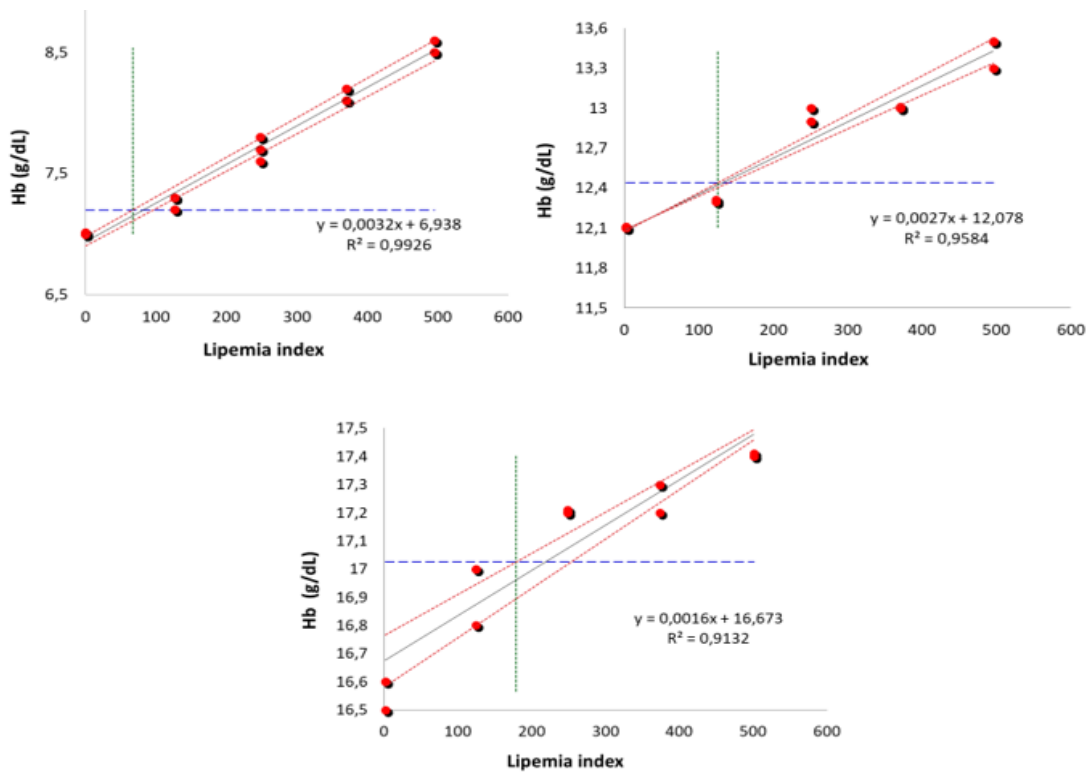 8,5
7,5
6,5
Hb (g/dL)
0 100 200 300 400 500 600
Lipemia index
y = 0,0032x + 6,938
R² = 0,9926
13,6
13,3
13
12,7
12,4
12,1
11,8
11,5
Hb (g/dL)
0 100 200 300 400 500 600
Lipemia index
y = 0,0027x + 12,078
R² = 0,9584
17,5
17,4
17,3
17,2
17,1
17
16,9
16,8
16,7
16,6
16,5
Hb (g/dL)
0 100 200 300 400 500 600
Lipemia index
y = 0,0016x + 16,673
R² = 0,9132